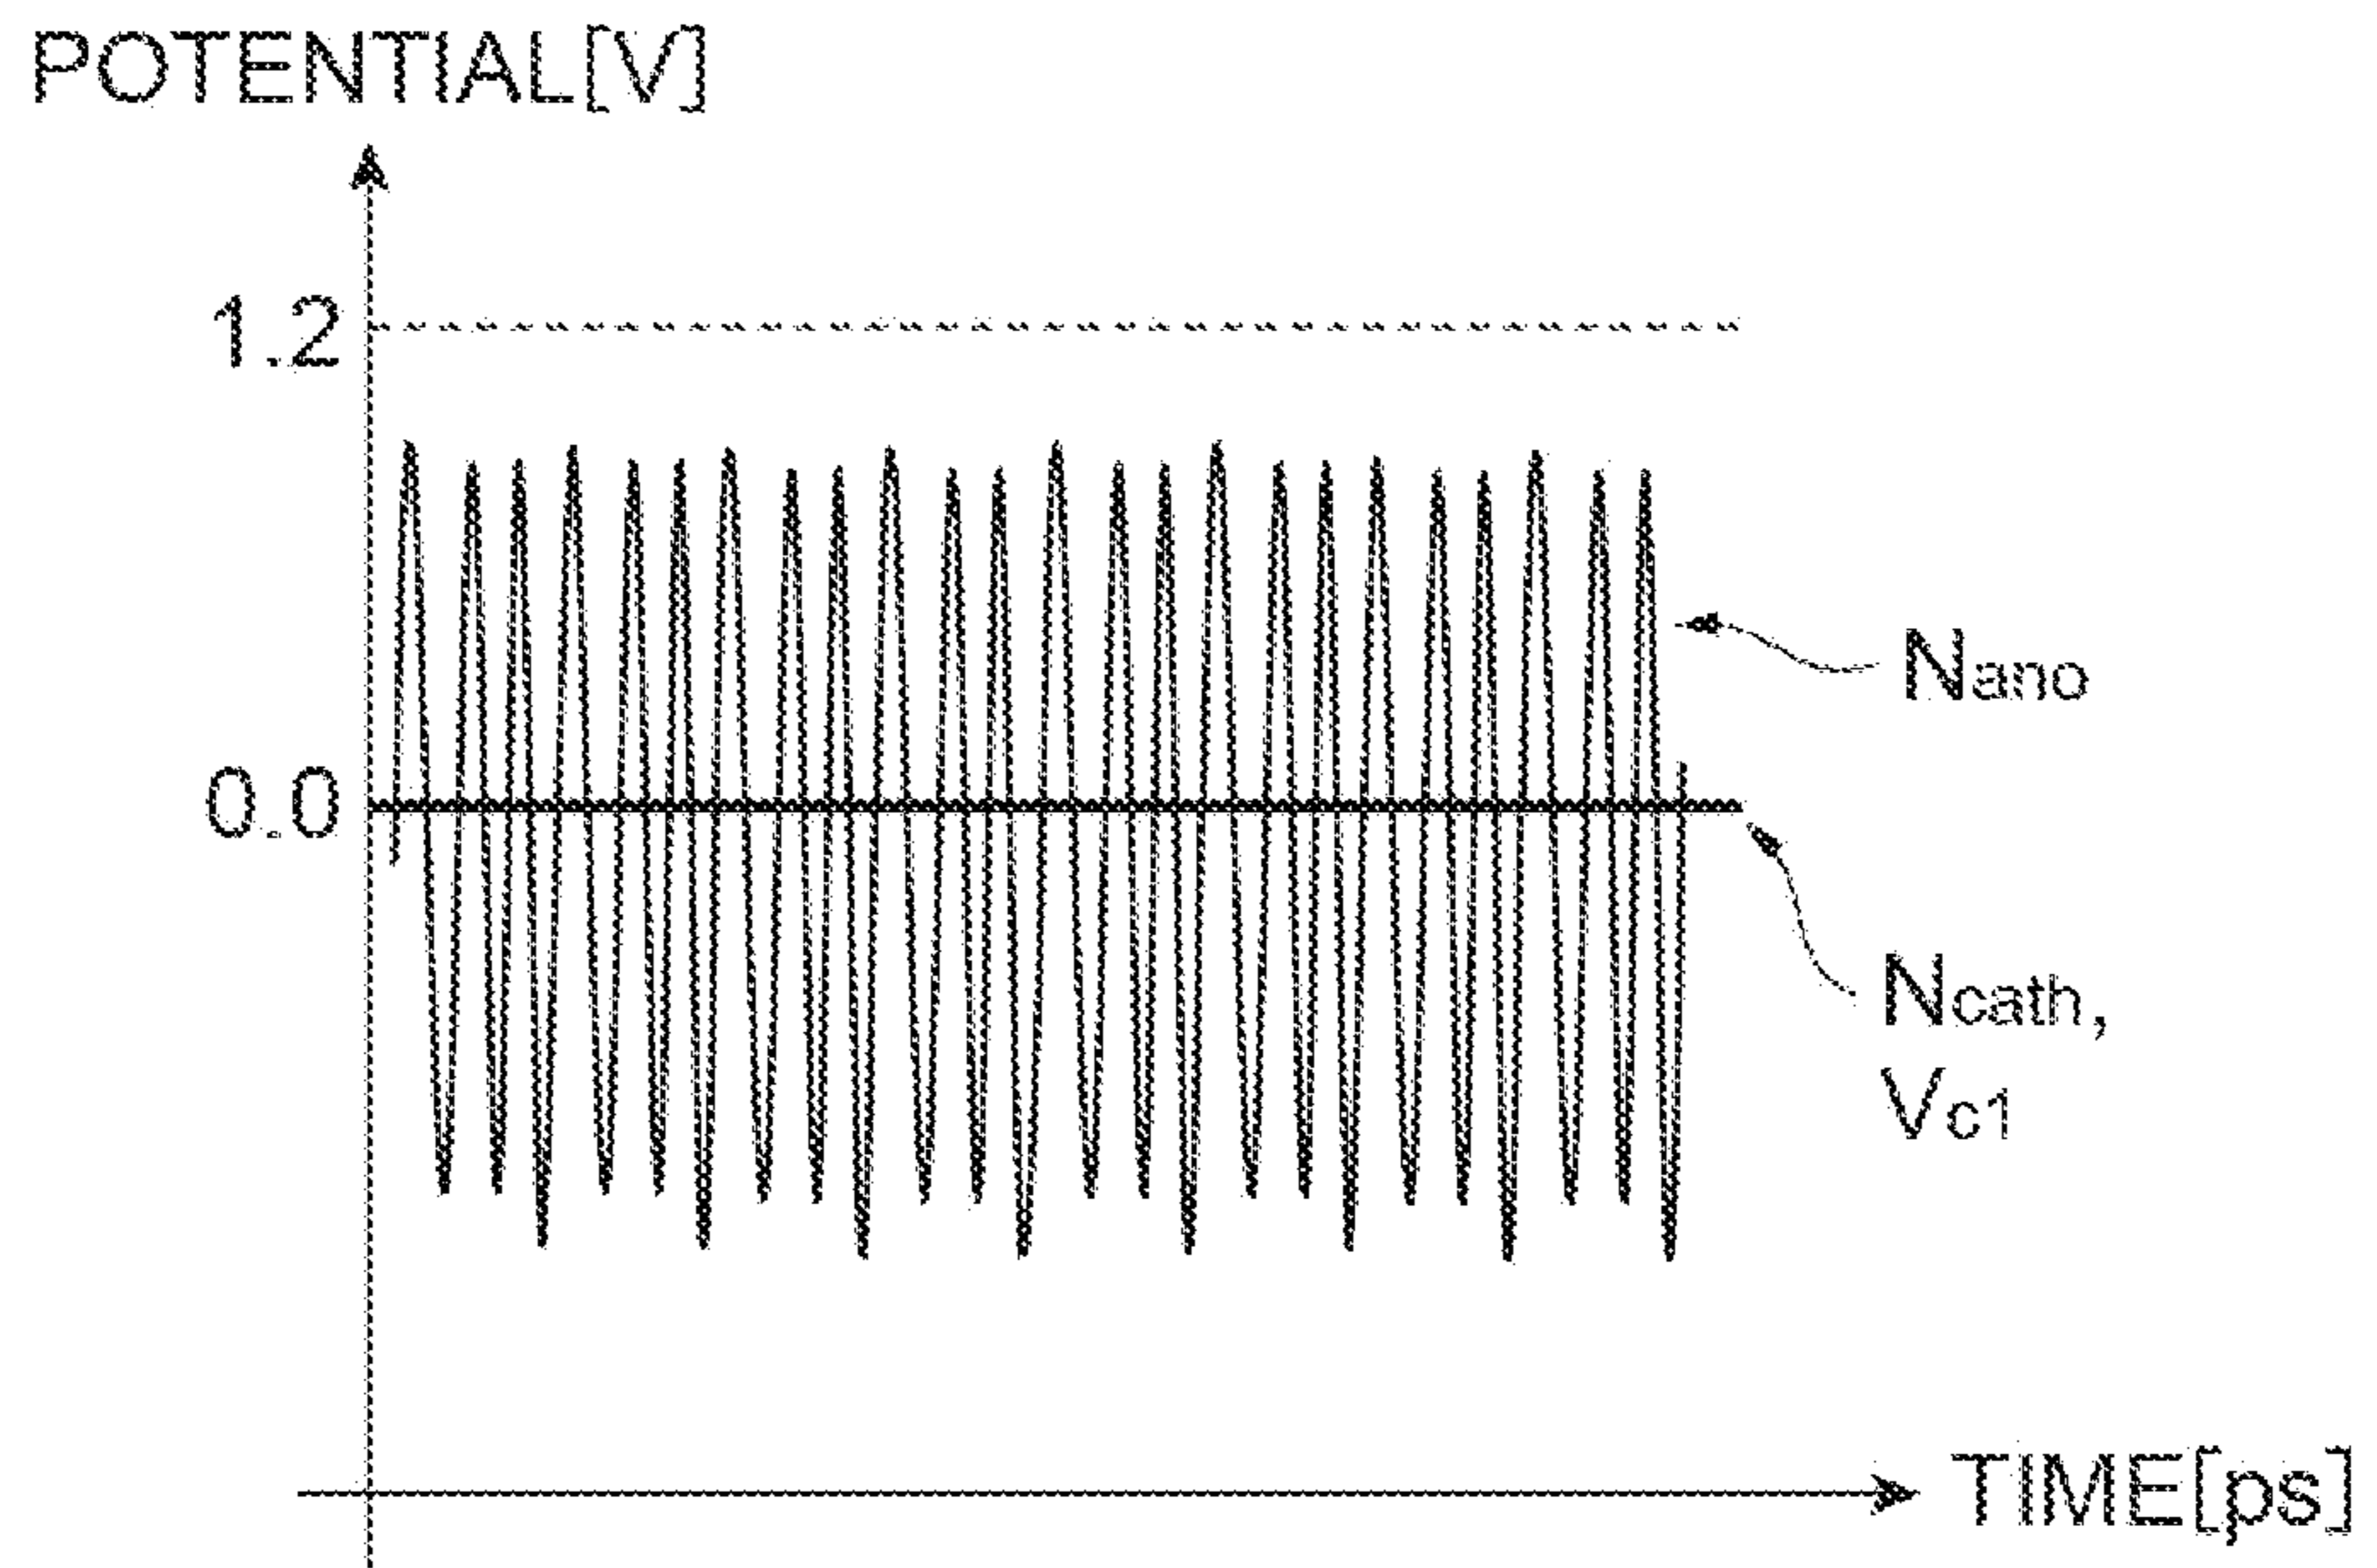 POTENTIAL[V]
1.2
Nano
0.0
Ncath,
Vc1
TIME[ps]